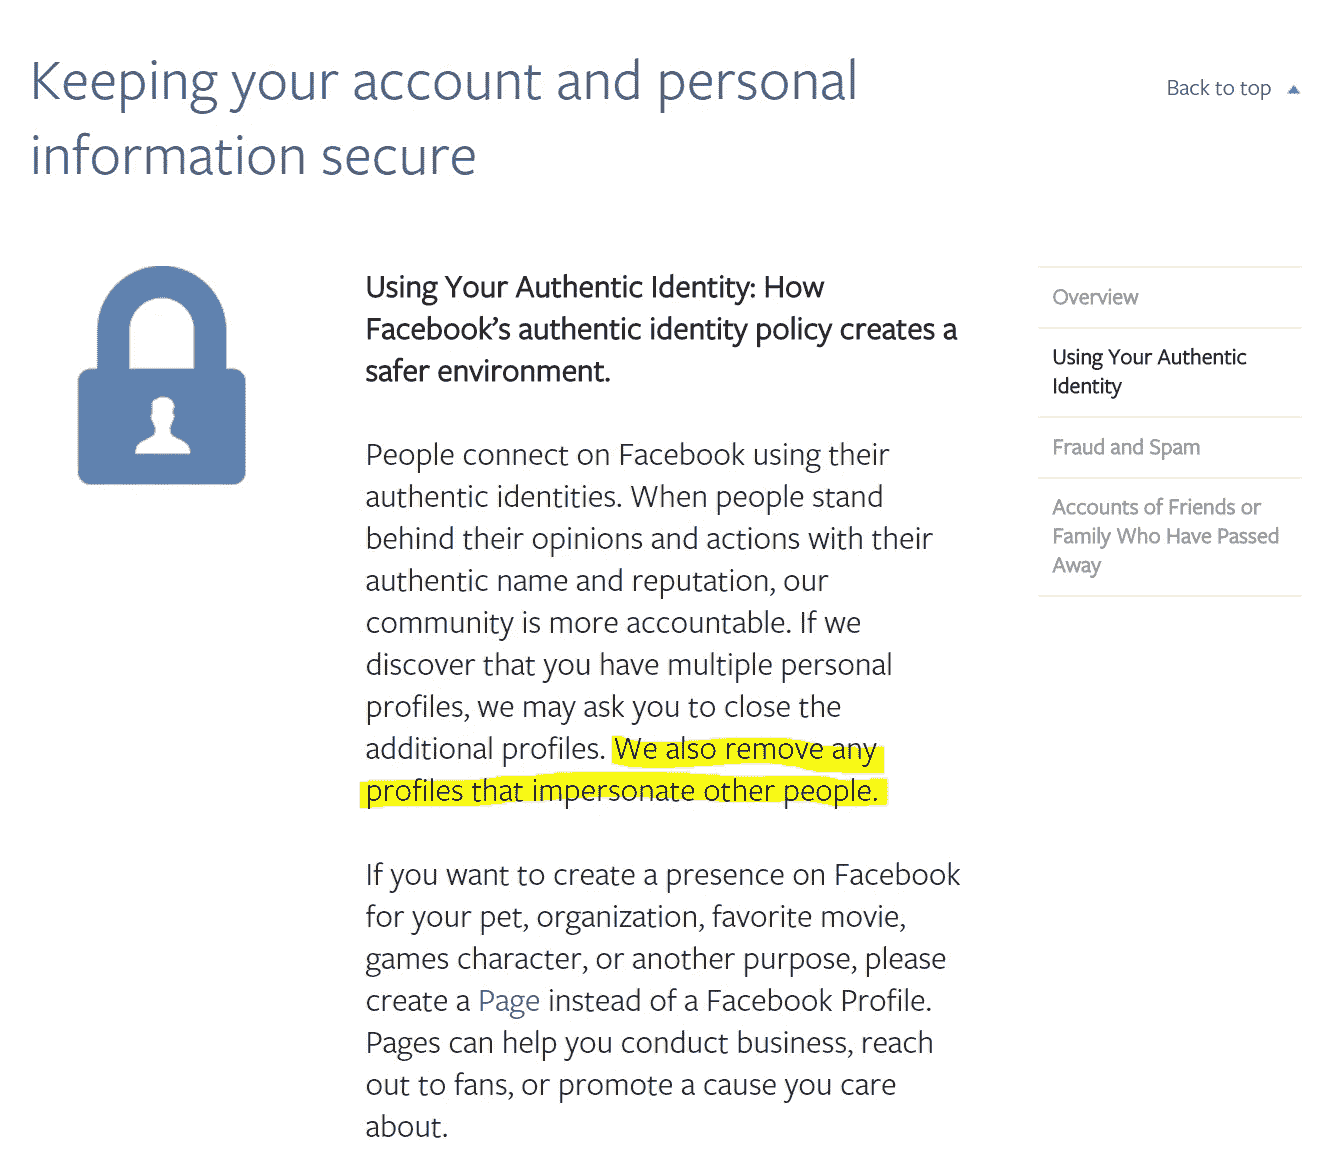 Keeping your account and personal
information secure
Back to top
Using Your Authentic Identity: How
Facebook’s authentic identity policy creates a
safer environment.
People connect on Facebook using their
authentic identities. When people stand
behind their opinions and actions with their
authentic name and reputation, our
community is more accountable. If we
discover that you have multiple personal
profiles, we may ask you to close the
additional profiles. We also remove any
profiles that impersonate other people.
If you want to create a presence on Facebook
for your pet, organization, favorite movie,
games character, or another purpose, please
create a Page instead of a Facebook Profile.
Pages can help you conduct business, reach
out to fans, or promote a cause you care
about.
Overview
Using Your Authentic
Identity
Fraud and Spam
Accounts of Friends or
Family Who Have Passed
Away